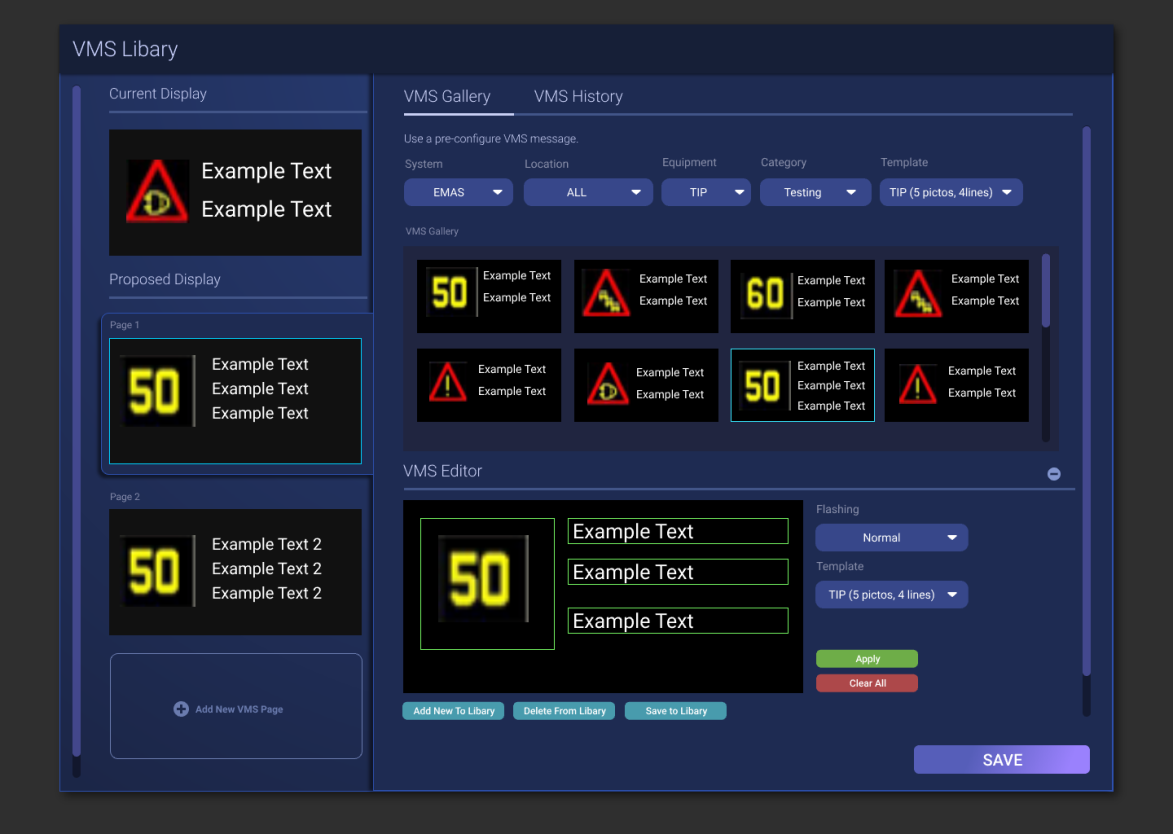 VMS Libary
Current Display
Example Text
Example Text
Proposed Display
Page 1
50
Example Text
Example Text
Example Text
Page 2
50
Example Text 2
Example Text 2
Example Text 2
Add New VMS Page
VMS Gallery
VMS History
Use a pre-configure VMS message.
System
Location
Equipment
Category
Template
EMAS
ALL
TIP
Testing
TIP (5 pictos, 4lines)
VMS Gallery
50
Example Text
Example Text
Example Text
Example Text
60
Example Text
Example Text
Example Text
Example Text
!
Example Text
Example Text
Example Text
Example Text
50
Example Text
Example Text
Example Text
!
Example Text
Example Text
VMS Editor
50
Example Text
Example Text
Example Text
Flashing
Normal
Template
TIP (5 pictos, 4 lines)
Apply
Clear All
Add New To Libary
Delete From Libary
Save to Libary
SAVE